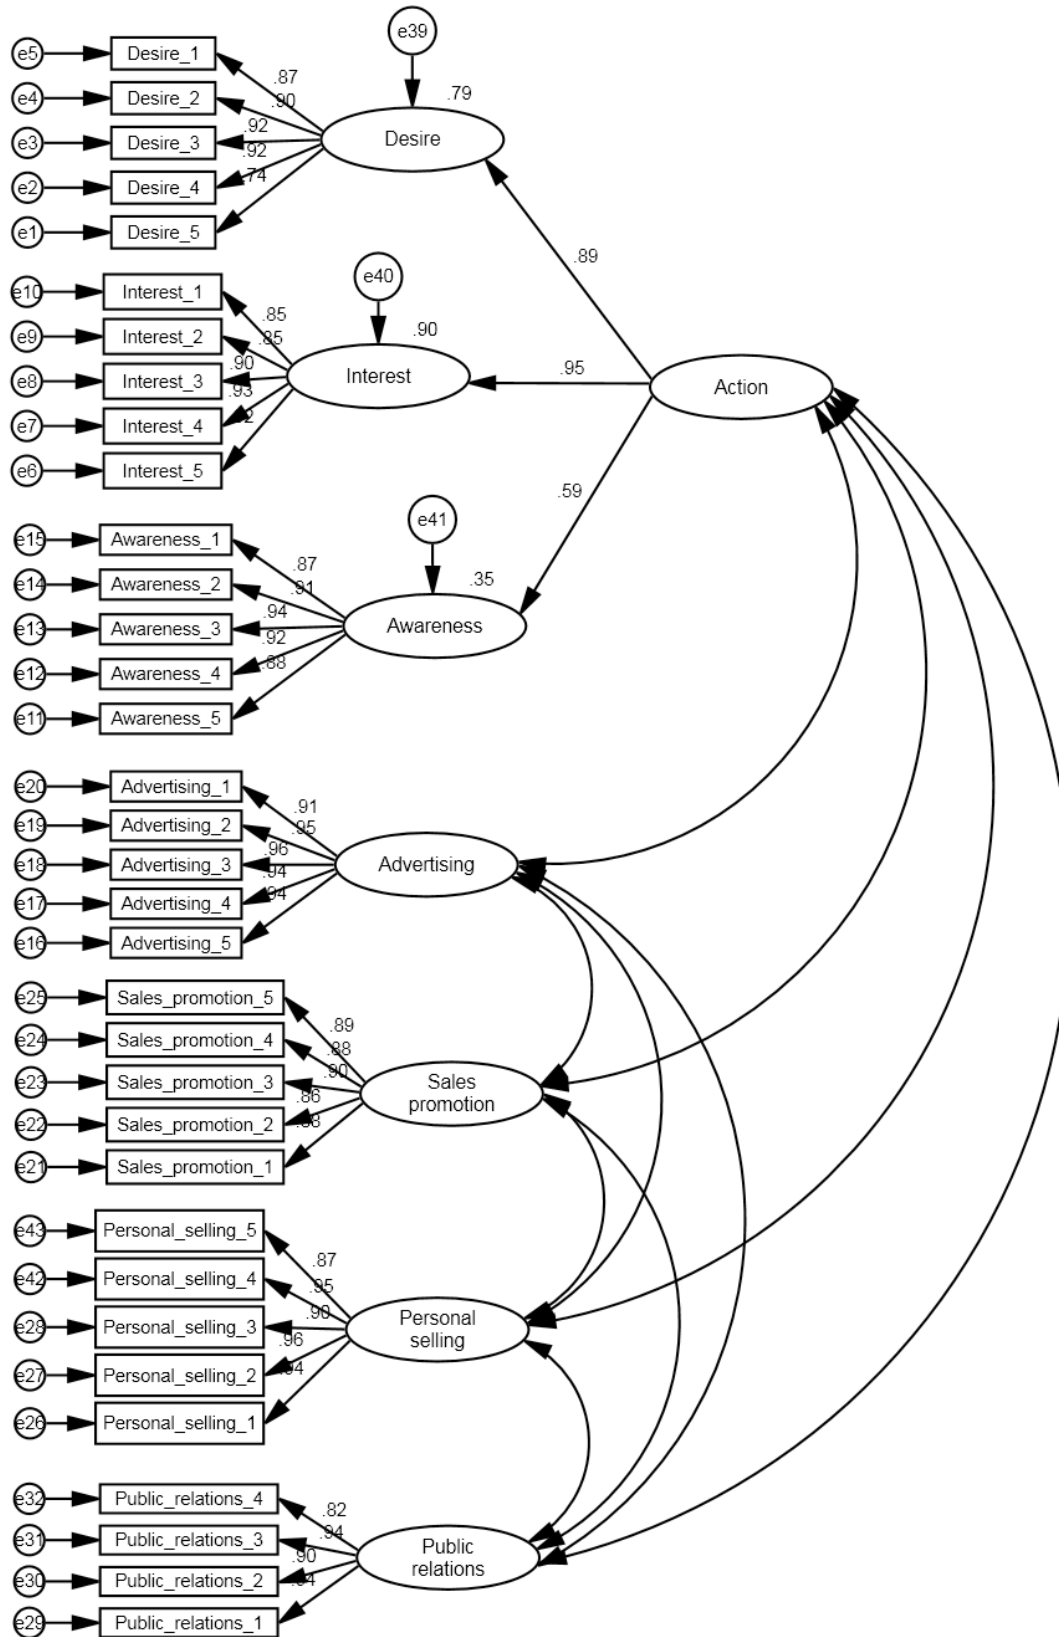 e39
e5
Desire_1
.87
.79
e4
Desire_2
.90
Desire
e3
Desire_3
.92
e2
Desire_4
.92
.74
e1
Desire_5
.89
e40
e10
Interest_1
.85
.90
e9
Interest_2
.85
Interest
e8
Interest_3
.90
.95
Action
e7
Interest_4
.93
e6
Interest_5
.59
e41
e15
Awareness_1
.87
.35
e14
Awareness_2
.91
Awareness
e13
Awareness_3
.94
e12
Awareness_4
.92
.88
e11
Awareness_5
e20
Advertising_1
.91
e19
Advertising_2
.95
Advertising
e18
Advertising_3
.96
e17
Advertising_4
.94
.94
e16
Advertising_5
e25
Sales_promotion_5
.89
e24
Sales_promotion_4
.88
Sales
promotion
e23
Sales_promotion_3
.90
e22
Sales_promotion_2
.86
.88
e21
Sales_promotion_1
e43
Personal_selling_5
.87
e42
Personal_selling_4
.95
Personal
selling
e28
Personal_selling_3
.90
e27
Personal_selling_2
.96
.94
e26
Personal_selling_1
e32
Public_relations_4
.82
e31
Public_relations_3
.94
Public
relations
e30
Public_relations_2
.90
.94
e29
Public_relations_1